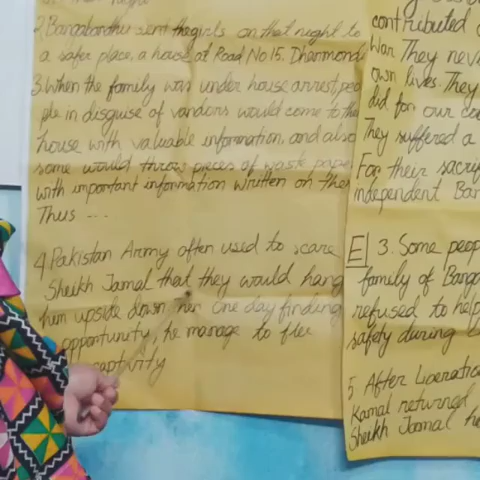 2. Bangabandhu sent the girls on that night to
a safer place, a house at Road No 15, Dhanmondi
3. When the family was under house arrest, peo
ple in disguise of vandors would come to the
house with valuable information, and also
some would throw pieces of waste paper
with important information written on them
Thus ---
4. Pakistan Army often used to scare
Sheikh Jamal that they would hang
him upside down. One day finding
opportunity, he manage to flee
captivity
contributed
War. They nev
own lives. They
did for our co
They suffered a
For their sacrif
independent Ban
E 3. Some peop
family of Banga
refused to help
safety during
5. After Liberatio
Kamal returned
Sheikh Jamal he